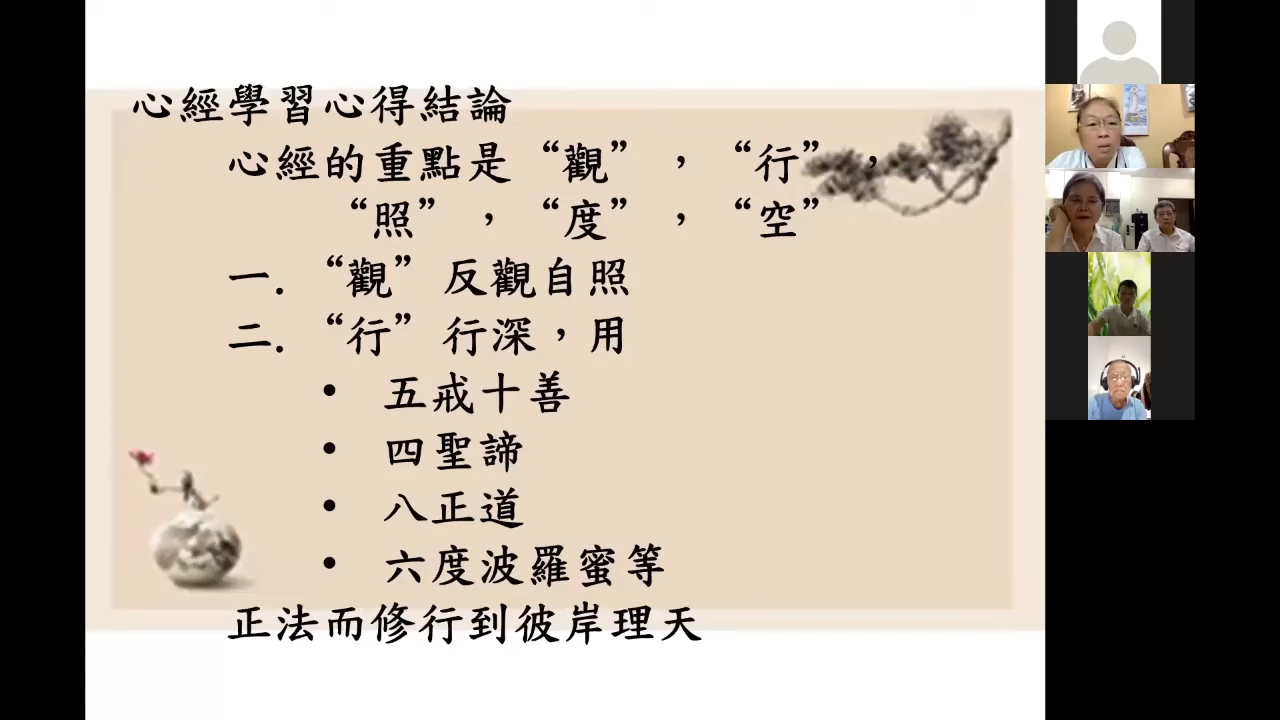 心經學習心得結論
心經的重點是“觀”，“行”，
“照”，“度”，“空”
一. “觀”反觀自照
二. “行”行深，用
• 五戒十善
• 四聖諦
• 八正道
• 六度波羅蜜等
正法而修行到彼岸理天